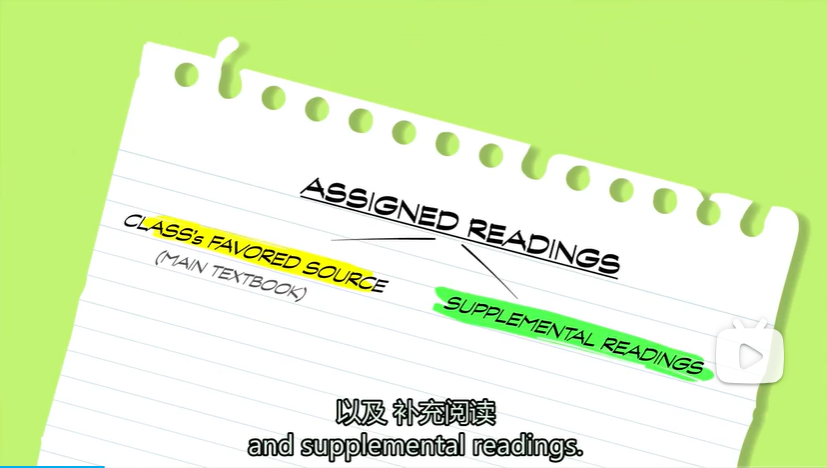 ASSIGNED READINGS
CLASS's FAVORED SOURCE
(MAIN TEXTBOOK)
SUPPLEMENTAL READINGS
以及 补充阅读
and supplemental readings.